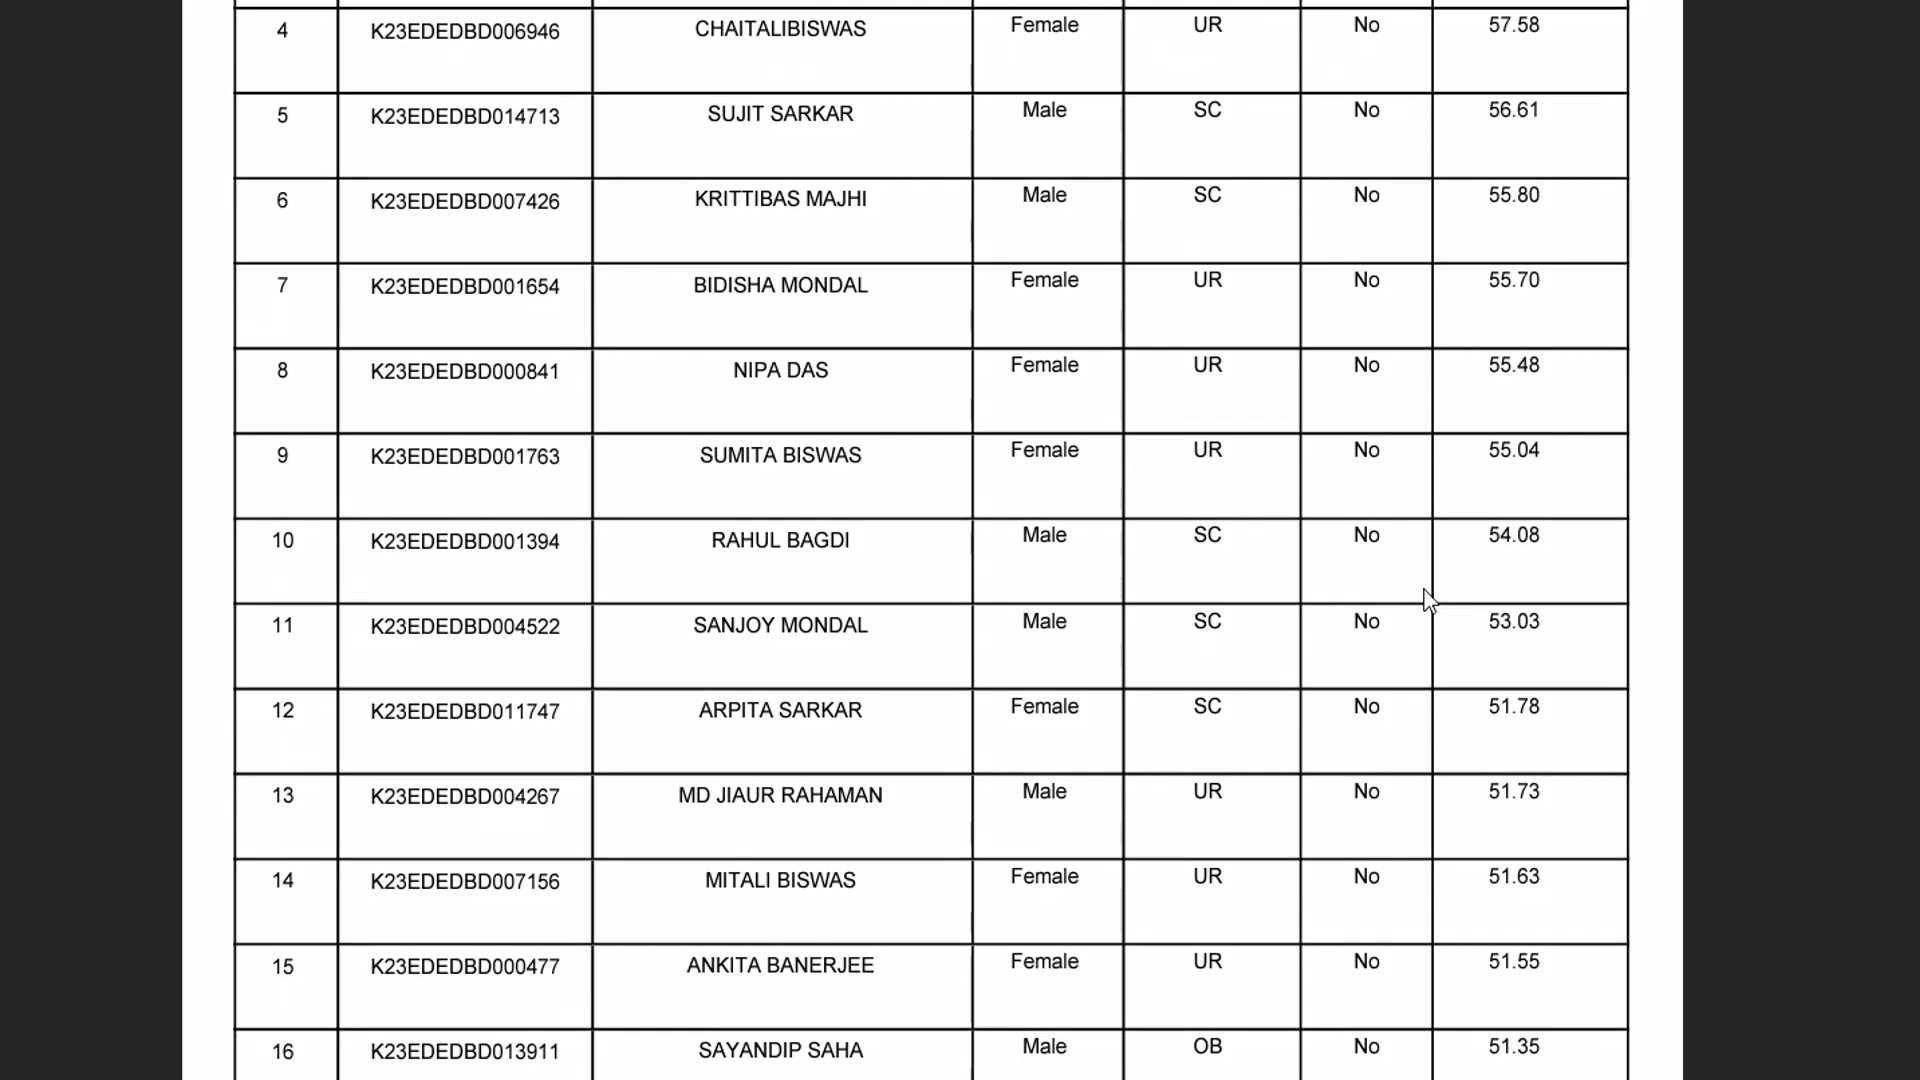 4 K23EDEDBD006946 CHAITALIBISWAS Female UR No 57.58
5 K23EDEDBD014713 SUJIT SARKAR Male SC No 56.61
6 K23EDEDBD007426 KRITTIBAS MAJHI Male SC No 55.80
7 K23EDEDBD001654 BIDISHA MONDAL Female UR No 55.70
8 K23EDEDBD000841 NIPA DAS Female UR No 55.48
9 K23EDEDBD001763 SUMITA BISWAS Female UR No 55.04
10 K23EDEDBD001394 RAHUL BAGDI Male SC No 54.08
11 K23EDEDBD004522 SANJOY MONDAL Male SC No 53.03
12 K23EDEDBD011747 ARPITA SARKAR Female SC No 51.78
13 K23EDEDBD004267 MD JIAUR RAHAMAN Male UR No 51.73
14 K23EDEDBD007156 MITALI BISWAS Female UR No 51.63
15 K23EDEDBD000477 ANKITA BANERJEE Female UR No 51.55
16 K23EDEDBD013911 SAYANDIP SAHA Male OB No 51.35